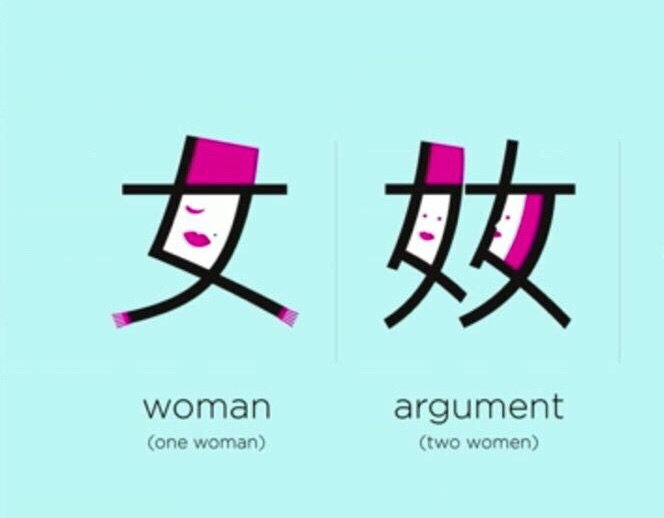 女 奻
woman argument
(one woman) (two women)